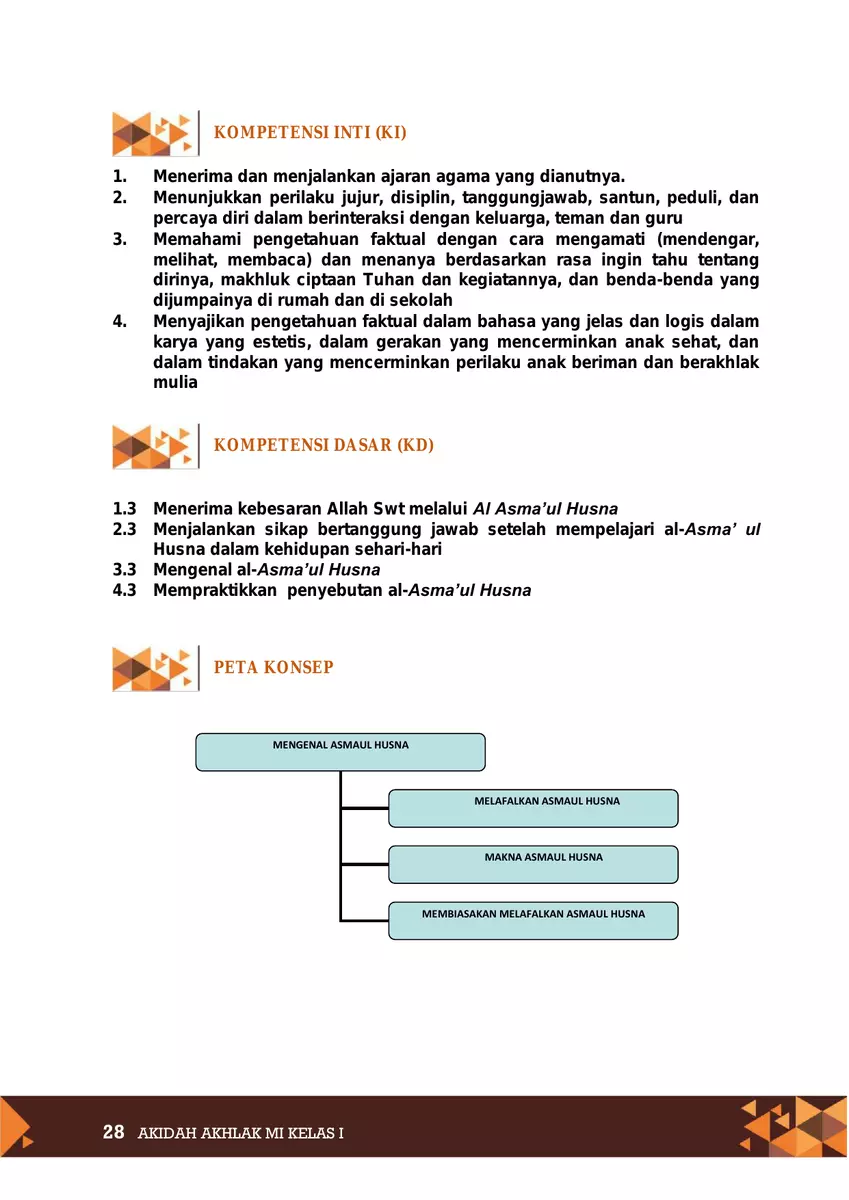 KOMPETENSI INTI (KI)
1. Menerima dan menjalankan ajaran agama yang dianutnya.
2. Menunjukkan perilaku jujur, disiplin, tanggungjawab, santun, peduli, dan
percaya diri dalam berinteraksi dengan keluarga, teman dan guru
3. Memahami pengetahuan faktual dengan cara mengamati (mendengar,
melihat, membaca) dan menanya berdasarkan rasa ingin tahu tentang
dirinya, makhluk ciptaan Tuhan dan kegiatannya, dan benda-benda yang
dijumpainya di rumah dan di sekolah
4. Menyajikan pengetahuan faktual dalam bahasa yang jelas dan logis dalam
karya yang estetis, dalam gerakan yang mencerminkan anak sehat, dan
dalam tindakan yang mencerminkan perilaku anak beriman dan berakhlak
mulia
KOMPETENSI DASAR (KD)
1.3 Menerima kebesaran Allah Swt melalui Al Asma’ul Husna
2.3 Menjalankan sikap bertanggung jawab setelah mempelajari al-Asma’ ul
Husna dalam kehidupan sehari-hari
3.3 Mengenal al-Asma’ul Husna
4.3 Mempraktikkan penyebutan al-Asma’ul Husna
PETA KONSEP
MENGENAL ASMAUL HUSNA
MELAFALKAN ASMAUL HUSNA
MAKNA ASMAUL HUSNA
MEMBIASAKAN MELAFALKAN ASMAUL HUSNA
28 AKIDAH AKHLAK MI KELAS I